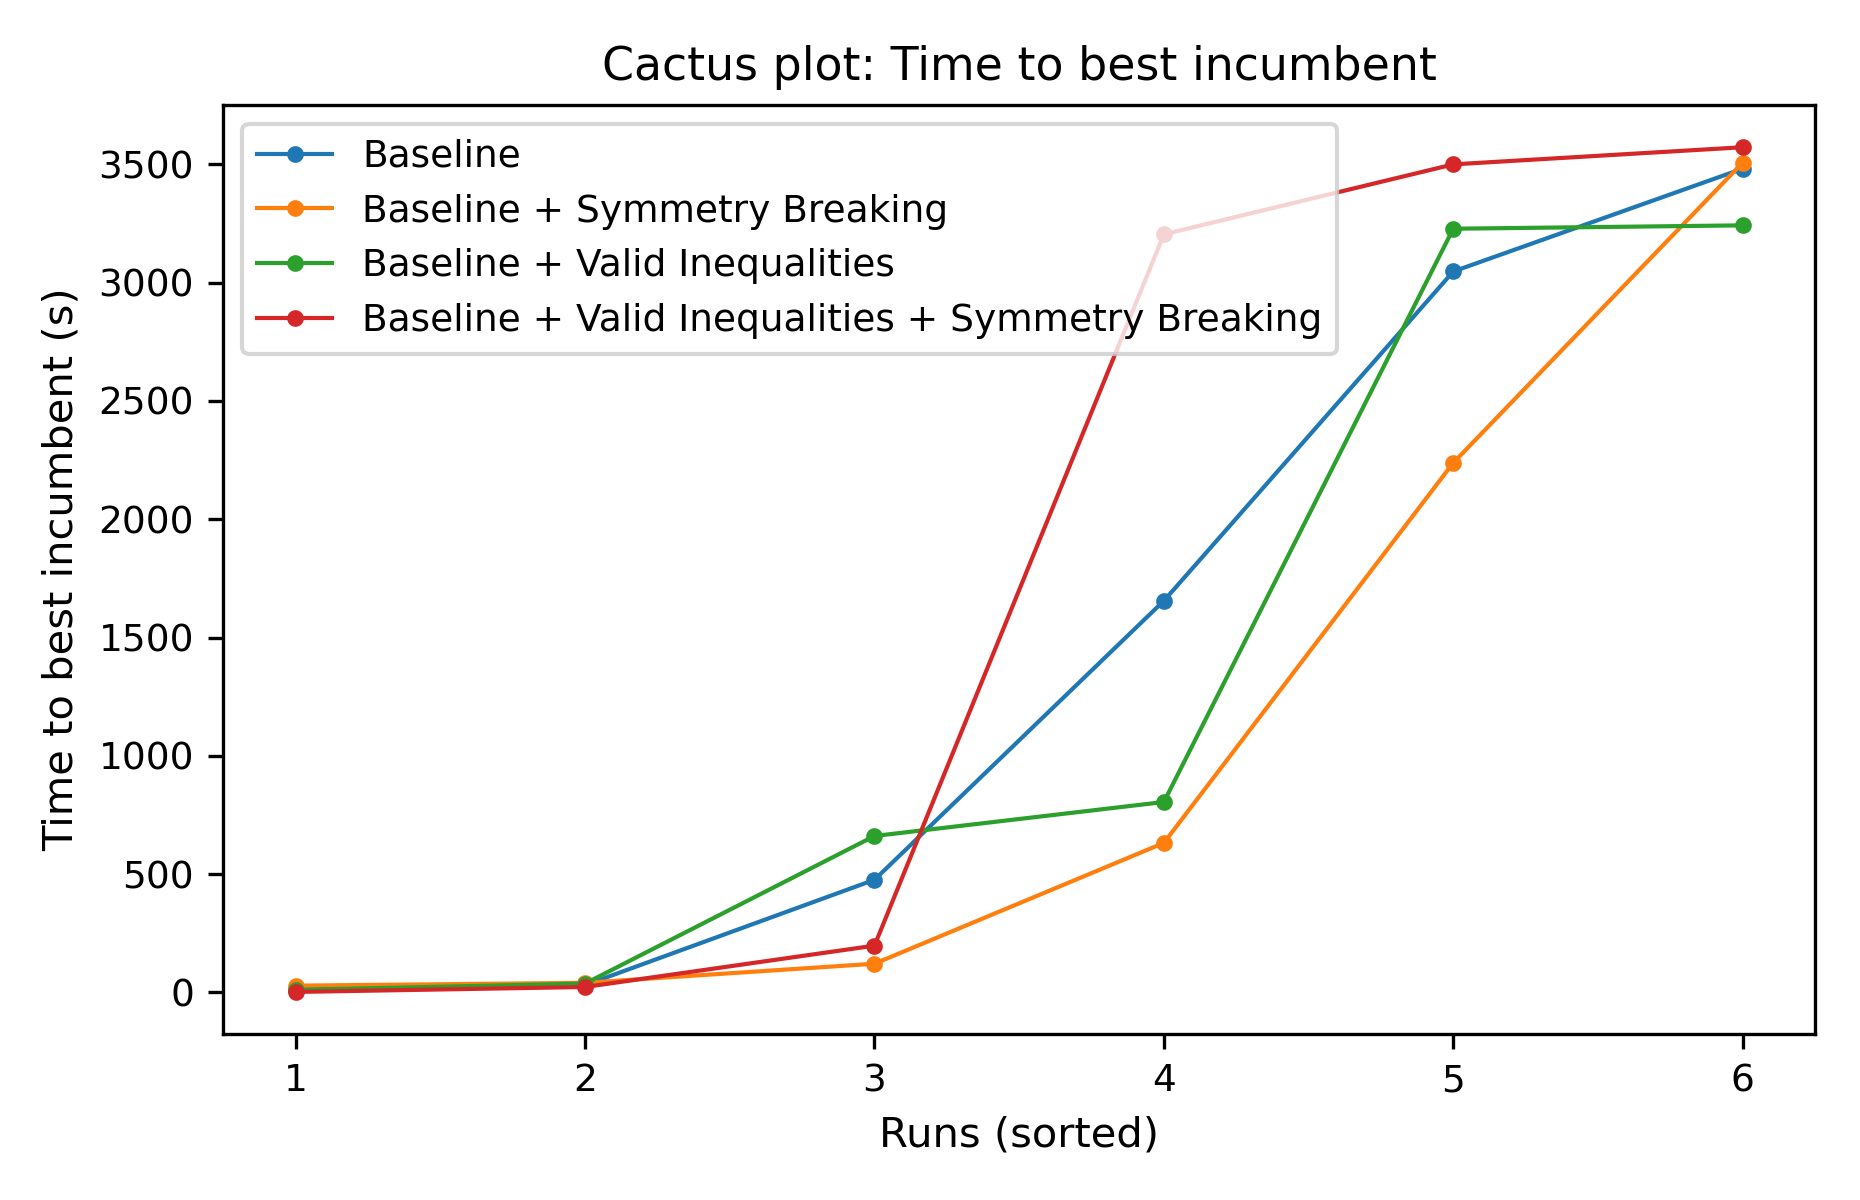 Cactus plot: Time to best incumbent
Baseline
Baseline + Symmetry Breaking
Baseline + Valid Inequalities
Baseline + Valid Inequalities + Symmetry Breaking
Time to best incumbent (s)
3500
3000
2500
2000
1500
1000
500
0
1 2 3 4 5 6
Runs (sorted)